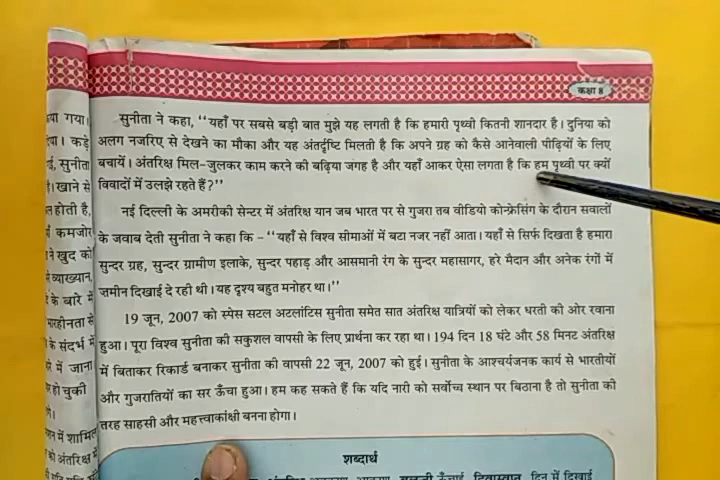 कक्षा 8
सुनीता ने कहा, ‘‘यहाँ पर सबसे बड़ी बात मुझे यह लगती है कि हमारी पृथ्वी कितनी शानदार है। दुनिया को
अलग नजरिए से देखने का मौका और यह अंतर्दृष्टि मिलती है कि अपने ग्रह को कैसे आनेवाली पीढ़ियों के लिए
बचायें। अंतरिक्ष मिल-जुलकर काम करने की बढ़िया जगह है और यहाँ आकर ऐसा लगता है कि हम पृथ्वी पर क्यों
विवादों में उलझे रहते हैं?’’
नई दिल्ली के अमरीकी सेन्टर में अंतरिक्ष यान जब भारत पर से गुजरा तब वीडियो कोन्फ्रेसिंग के दौरान सवालों
के जवाब देती सुनीता ने कहा कि – ‘‘यहाँ से विश्व सीमाओं में बटा नजर नहीं आता। यहाँ से सिर्फ दिखता है हमारा
सुन्दर ग्रह, सुन्दर ग्रामीण इलाके, सुन्दर पहाड़ और आसमानी रंग के सुन्दर महासागर, हरे मैदान और अनेक रंगों में
ज़मीन दिखाई दे रही थी। यह दृश्य बहुत मनोहर था।’’
19 जून, 2007 को स्पेस सटल अटलांटिस सुनीता समेत सात अंतरिक्ष यात्रियों को लेकर धरती की ओर रवाना
हुआ। पूरा विश्व सुनीता की सकुशल वापसी के लिए प्रार्थना कर रहा था। 194 दिन 18 घंटे और 58 मिनट अंतरिक्ष
में बिताकर रिकार्ड बनाकर सुनीता की वापसी 22 जून, 2007 को हुई। सुनीता के आश्चर्यजनक कार्य से भारतीयों
और गुजरातियों का सर ऊँचा हुआ। हम कह सकते हैं कि यदि नारी को सर्वोच्च स्थान पर बिठाना है तो सुनीता की
तरह साहसी और महत्त्वाकांक्षी बनना होगा।
शब्दार्थ